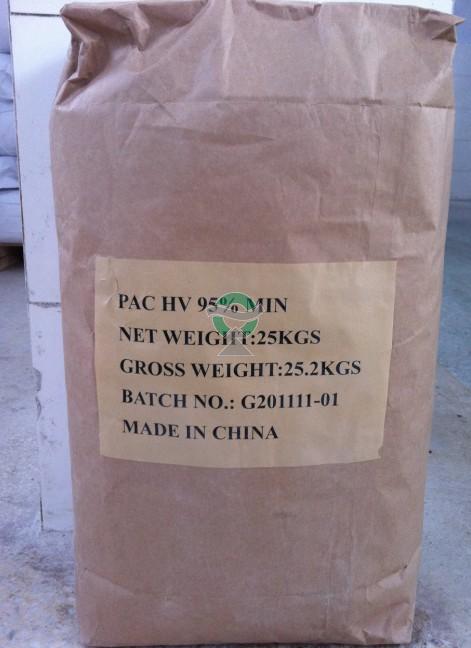 PAC HV 95% MIN
NET WEIGHT:25KGS
GROSS WEIGHT:25.2KGS
BATCH NO.: G201111-01
MADE IN CHINA